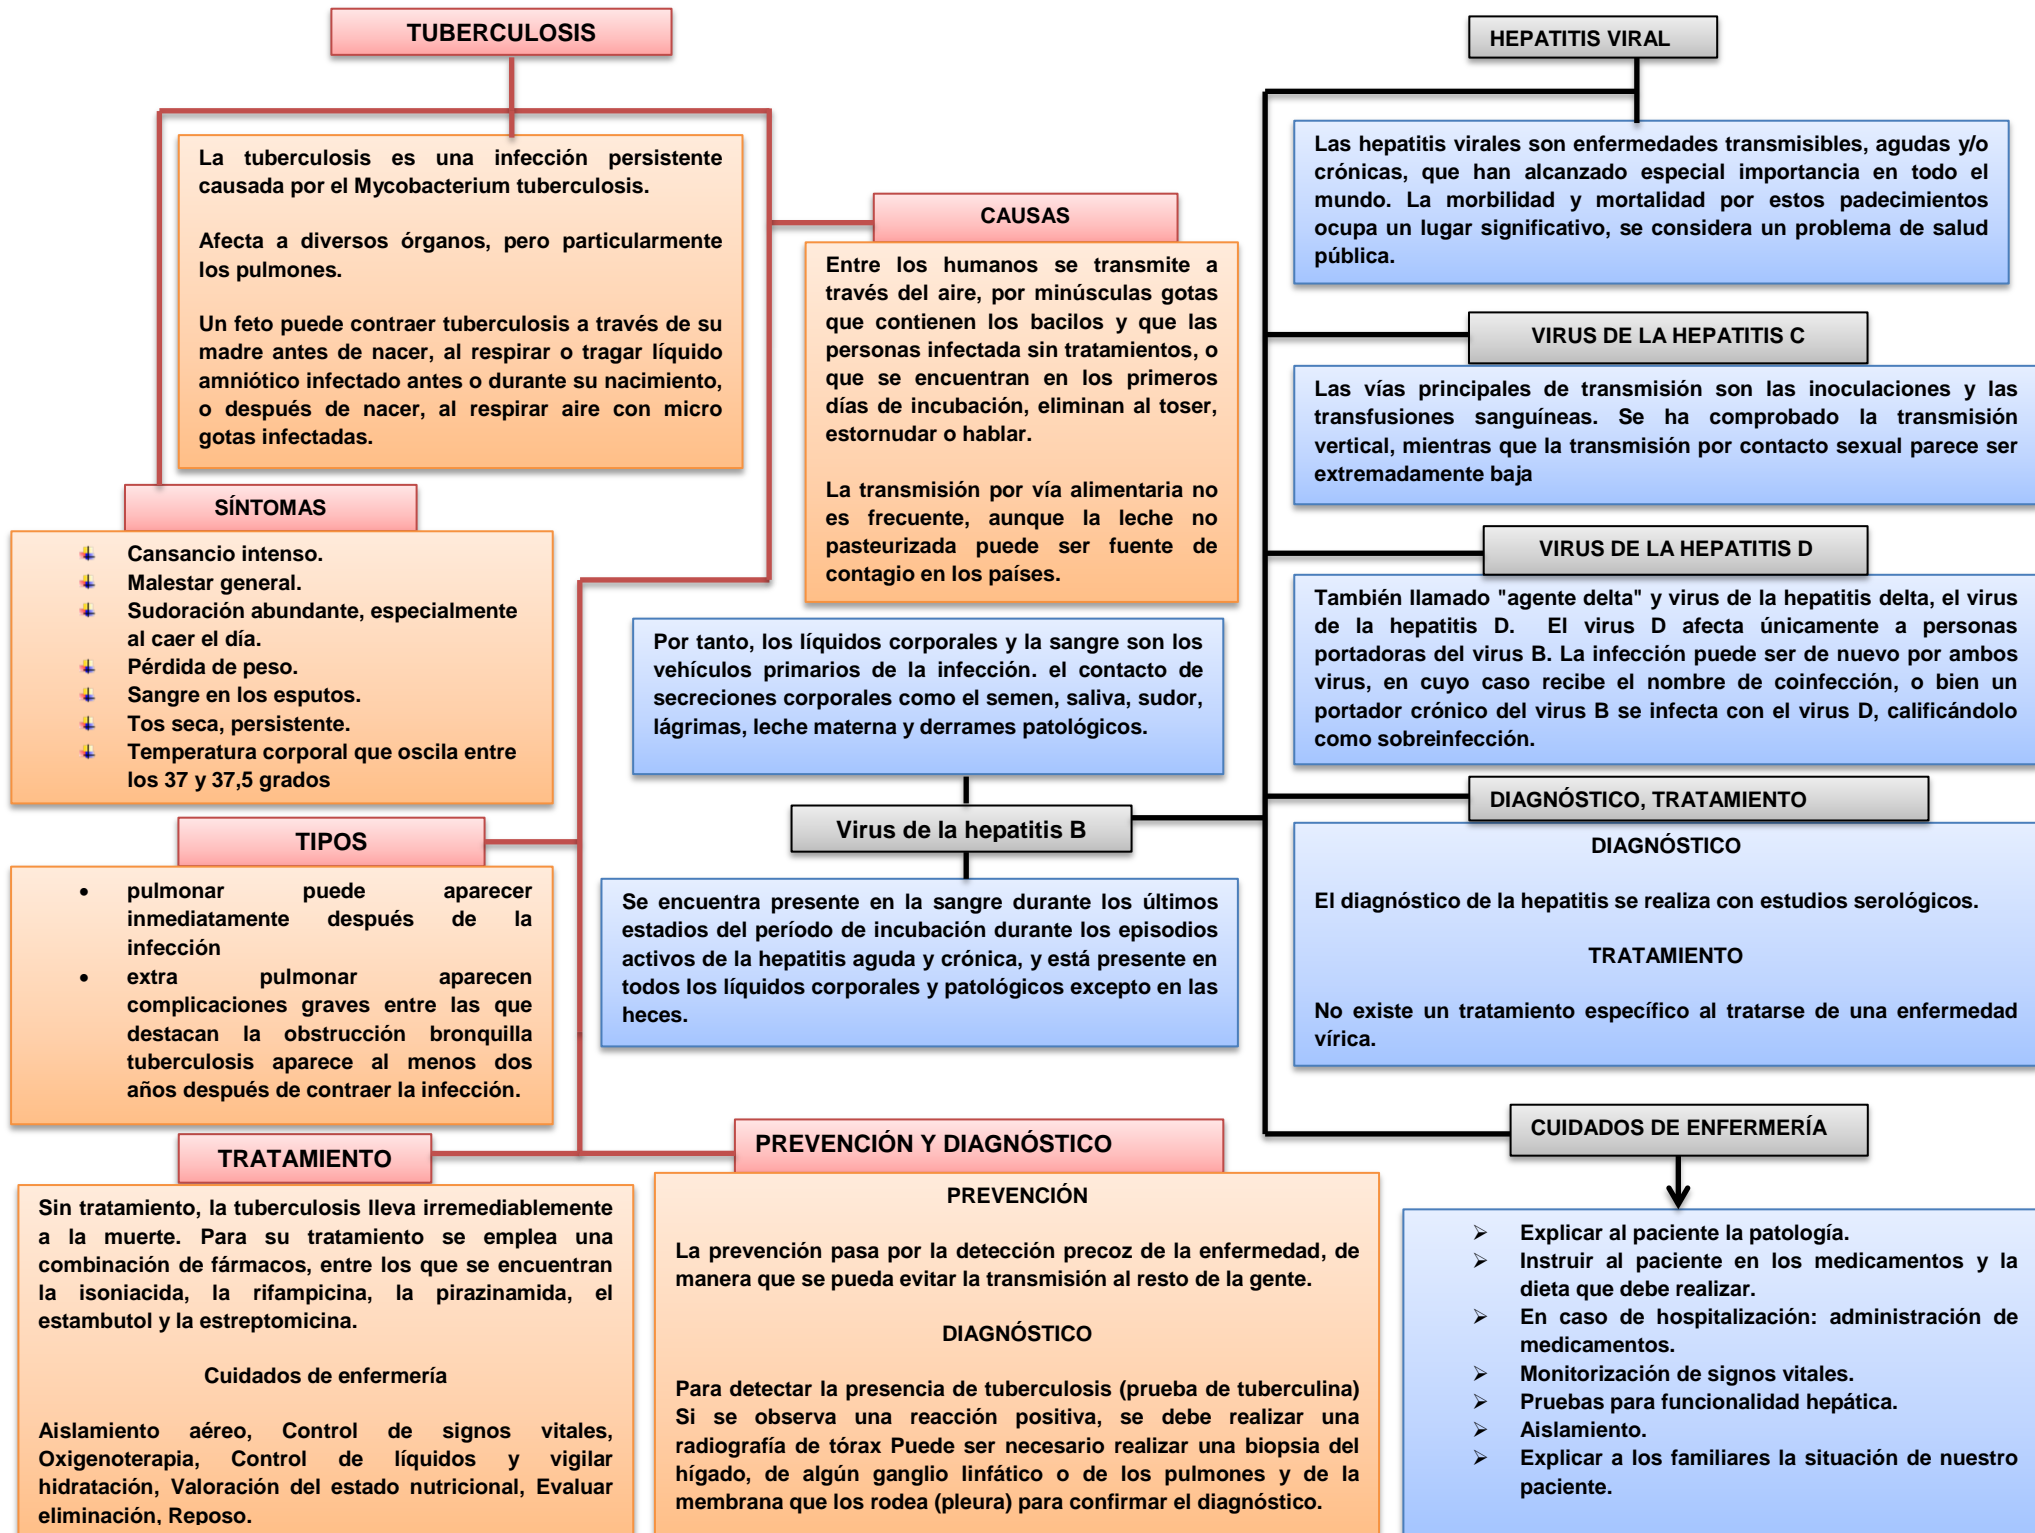 TUBERCULOSIS
La tuberculosis es una infección persistente
causada por el Mycobacterium tuberculosis.
Afecta a diversos órganos, pero particularmente
los pulmones.
Un feto puede contraer tuberculosis a través de su
madre antes de nacer, al respirar o tragar líquido
amniótico infectado antes o durante su nacimiento,
o después de nacer, al respirar aire con micro
gotas infectadas.
CAUSAS
Entre los humanos se transmite a
través del aire, por minúsculas gotas
que contienen los bacilos y que las
personas infectada sin tratamientos, o
que se encuentran en los primeros
días de incubación, eliminan al toser,
estornudar o hablar.
La transmisión por vía alimentaria no
es frecuente, aunque la leche no
pasteurizada puede ser fuente de
contagio en los países.
SÍNTOMAS
Cansancio intenso.
Malestar general.
Sudoración abundante, especialmente
al caer el día.
Pérdida de peso.
Sangre en los esputos.
Tos seca, persistente.
Temperatura corporal que oscila entre
los 37 y 37,5 grados
TIPOS
• pulmonar puede aparecer
inmediatamente después de la
infección
• extra pulmonar aparecen
complicaciones graves entre las que
destacan la obstrucción bronquilla
tuberculosis aparece al menos dos
años después de contraer la infección.
TRATAMIENTO
Sin tratamiento, la tuberculosis lleva irremediablemente
a la muerte. Para su tratamiento se emplea una
combinación de fármacos, entre los que se encuentran
la isoniacida, la rifampicina, la pirazinamida, el
estambutol y la estreptomicina.
Cuidados de enfermería
Aislamiento aéreo, Control de signos vitales,
Oxigenoterapia, Control de líquidos y vigilar
hidratación, Valoración del estado nutricional, Evaluar
eliminación, Reposo.
PREVENCIÓN Y DIAGNÓSTICO
PREVENCIÓN
La prevención pasa por la detección precoz de la enfermedad, de
manera que se pueda evitar la transmisión al resto de la gente.
DIAGNÓSTICO
Para detectar la presencia de tuberculosis (prueba de tuberculina)
Si se observa una reacción positiva, se debe realizar una
radiografía de tórax Puede ser necesario realizar una biopsia del
hígado, de algún ganglio linfático o de los pulmones y de la
membrana que los rodea (pleura) para confirmar el diagnóstico.
HEPATITIS VIRAL
Las hepatitis virales son enfermedades transmisibles, agudas y/o
crónicas, que han alcanzado especial importancia en todo el
mundo. La morbilidad y mortalidad por estos padecimientos
ocupa un lugar significativo, se considera un problema de salud
pública.
VIRUS DE LA HEPATITIS C
Las vías principales de transmisión son las inoculaciones y las
transfusiones sanguíneas. Se ha comprobado la transmisión
vertical, mientras que la transmisión por contacto sexual parece ser
extremadamente baja
VIRUS DE LA HEPATITIS D
También llamado "agente delta" y virus de la hepatitis delta, el virus
de la hepatitis D. El virus D afecta únicamente a personas
portadoras del virus B. La infección puede ser de nuevo por ambos
virus, en cuyo caso recibe el nombre de coinfección, o bien un
portador crónico del virus B se infecta con el virus D, calificándolo
como sobreinfección.
Por tanto, los líquidos corporales y la sangre son los
vehículos primarios de la infección. el contacto de
secreciones corporales como el semen, saliva, sudor,
lágrimas, leche materna y derrames patológicos.
Virus de la hepatitis B
Se encuentra presente en la sangre durante los últimos
estadios del período de incubación durante los episodios
activos de la hepatitis aguda y crónica, y está presente en
todos los líquidos corporales y patológicos excepto en las
heces.
DIAGNÓSTICO, TRATAMIENTO
DIAGNÓSTICO
El diagnóstico de la hepatitis se realiza con estudios serológicos.
TRATAMIENTO
No existe un tratamiento específico al tratarse de una enfermedad
vírica.
CUIDADOS DE ENFERMERÍA
➢ Explicar al paciente la patología.
➢ Instruir al paciente en los medicamentos y la
dieta que debe realizar.
➢ En caso de hospitalización: administración de
medicamentos.
➢ Monitorización de signos vitales.
➢ Pruebas para funcionalidad hepática.
➢ Aislamiento.
➢ Explicar a los familiares la situación de nuestro
paciente.